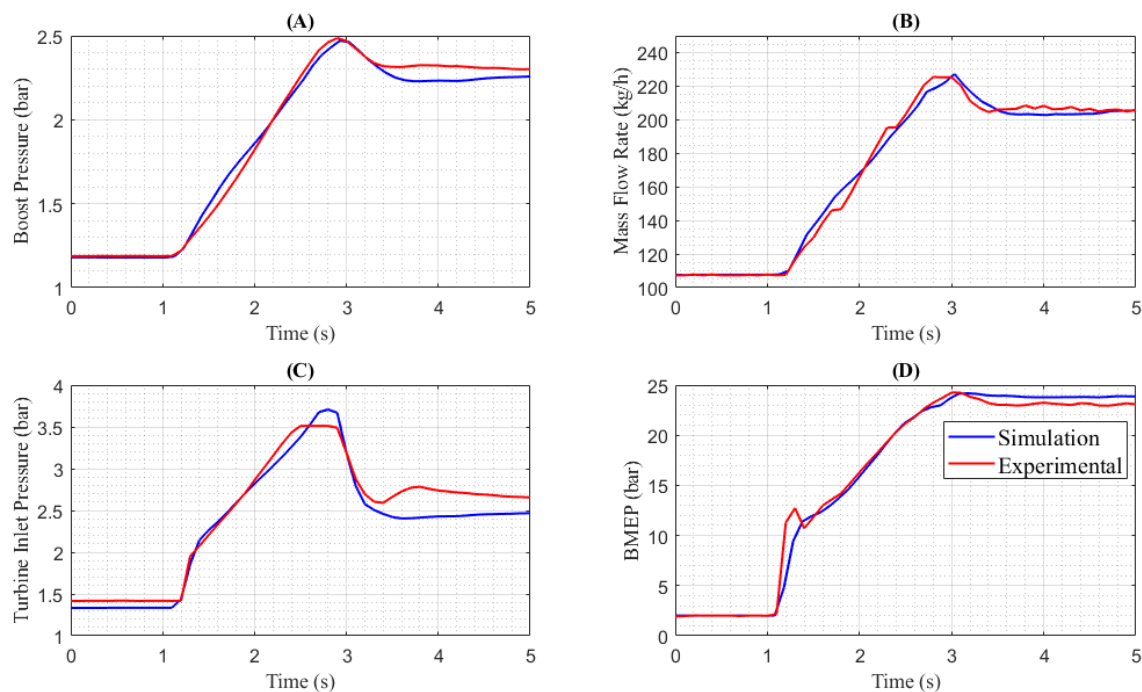 (A)
Boost Pressure (bar)
2.5
2
1.5
1
0 1 2 3 4 5
Time (s)
(B)
Mass Flow Rate (kg/h)
240
220
200
180
160
140
120
100
0 1 2 3 4 5
Time (s)
(C)
Turbine Inlet Pressure (bar)
4
3.5
3
2.5
2
1.5
1
0 1 2 3 4 5
Time (s)
(D)
BMEP (bar)
25
20
15
10
5
0
Simulation
Experimental
0 1 2 3 4 5
Time (s)